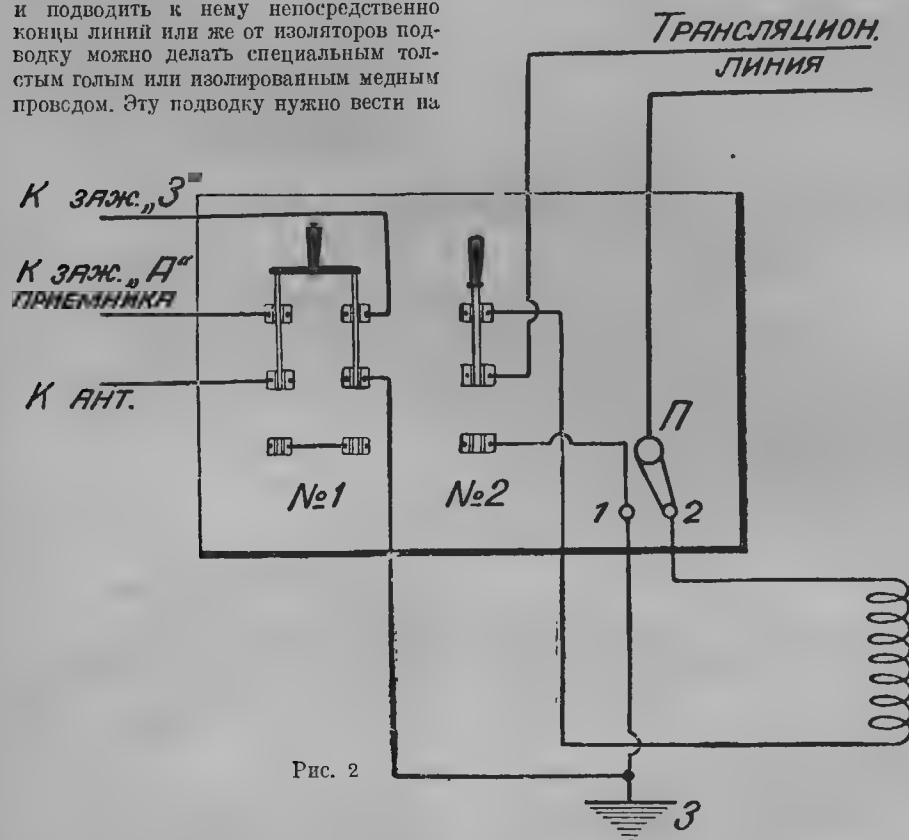 и подводить к нему непосредственно
концы линий или же от изоляторов под-
водку можно делать специальным тол-
стым голым или изолированным медным
проводом. Эту подводку нужно вести на
ТРАНСЛЯЦИОН.
ЛИНИЯ
К ЗАЖ. „З"
К ЗАЖ. „А“
ПРИЕМНИКА
К АНТ.
№1
№2
П
1
2
Рис. 2
З